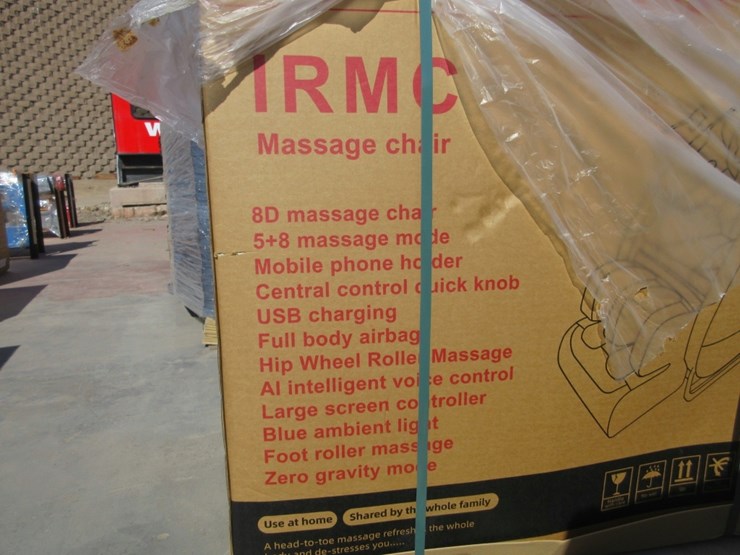 IRMC
Massage chair
8D massage chair
5+8 massage mode
Mobile phone holder
Central control quick knob
USB charging
Full body airbag
Hip Wheel Roller Massage
AI intelligent voice control
Large screen controller
Blue ambient light
Foot roller massage
Zero gravity mode
Use at home
Shared by the whole family
A head-to-toe massage refresh the whole
and de-stresses you.....
W